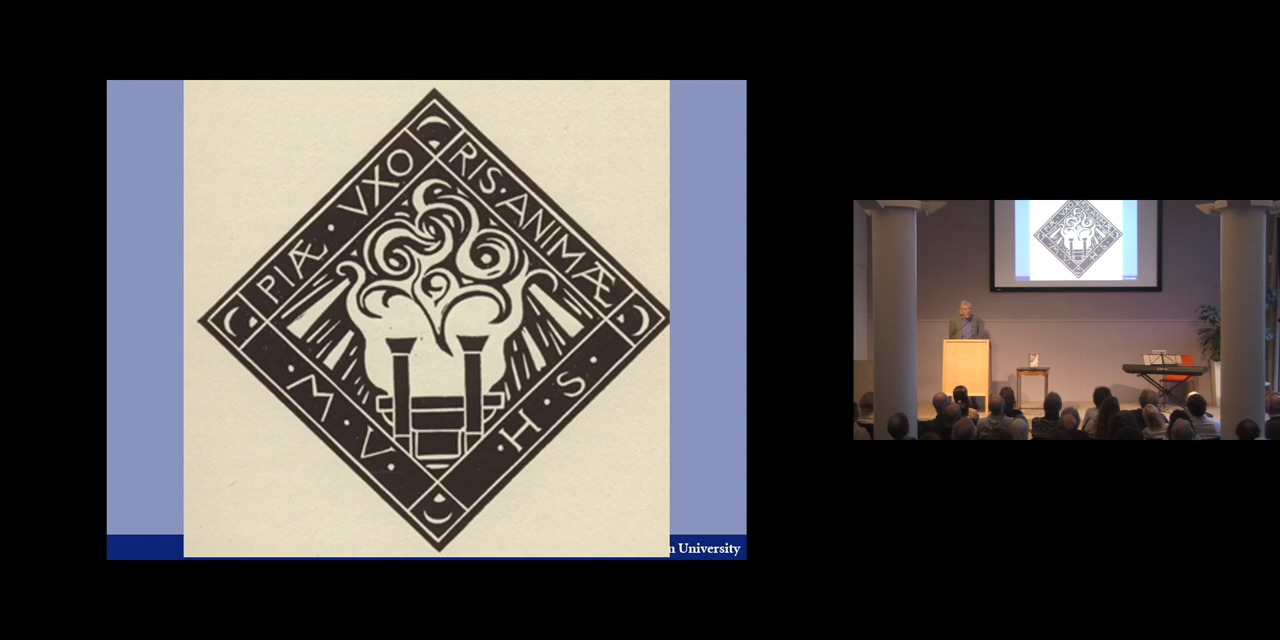 PIÆ · VXO
RIS · ANIMÆ
· M · V ·
· H · S ·
n University